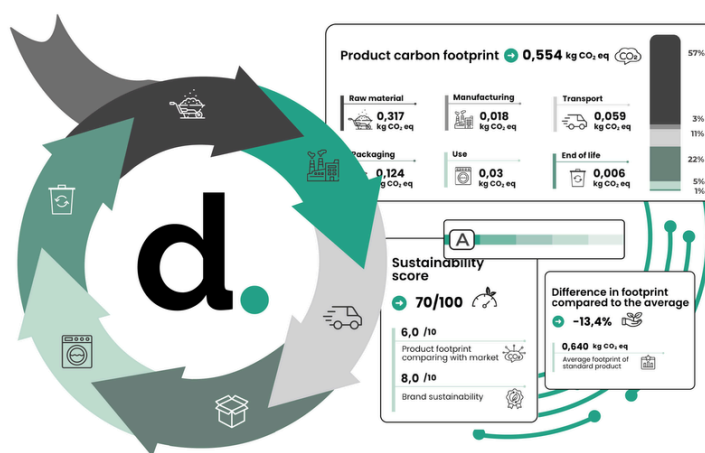 d.
Product carbon footprint 0,554 kg CO₂ eq
CO₂
Raw material
0,317
kg CO₂ eq
Manufacturing
0,018
kg CO₂ eq
Transport
0,059
kg CO₂ eq
Packaging
0,124
kg CO₂ eq
Use
0,03
kg CO₂ eq
End of life
0,006
kg CO₂ eq
57%
3%
11%
22%
5%
1%
A
Sustainability
score
70/100
6,0 /10
Product footprint
comparing with market
CO₂
8,0 /10
Brand sustainability
Difference in footprint
compared to the average
-13,4%
0,640 kg CO₂ eq
Average footprint of
standard product